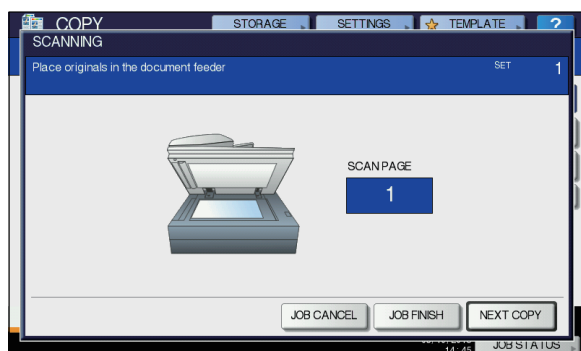 COPY
STORAGE
SETTINGS
TEMPLATE
?
SCANNING
Place originals in the document feeder
SET
1
SCAN PAGE
1
JOB CANCEL
JOB FINISH
NEXT COPY
14:45
JOB STATUS